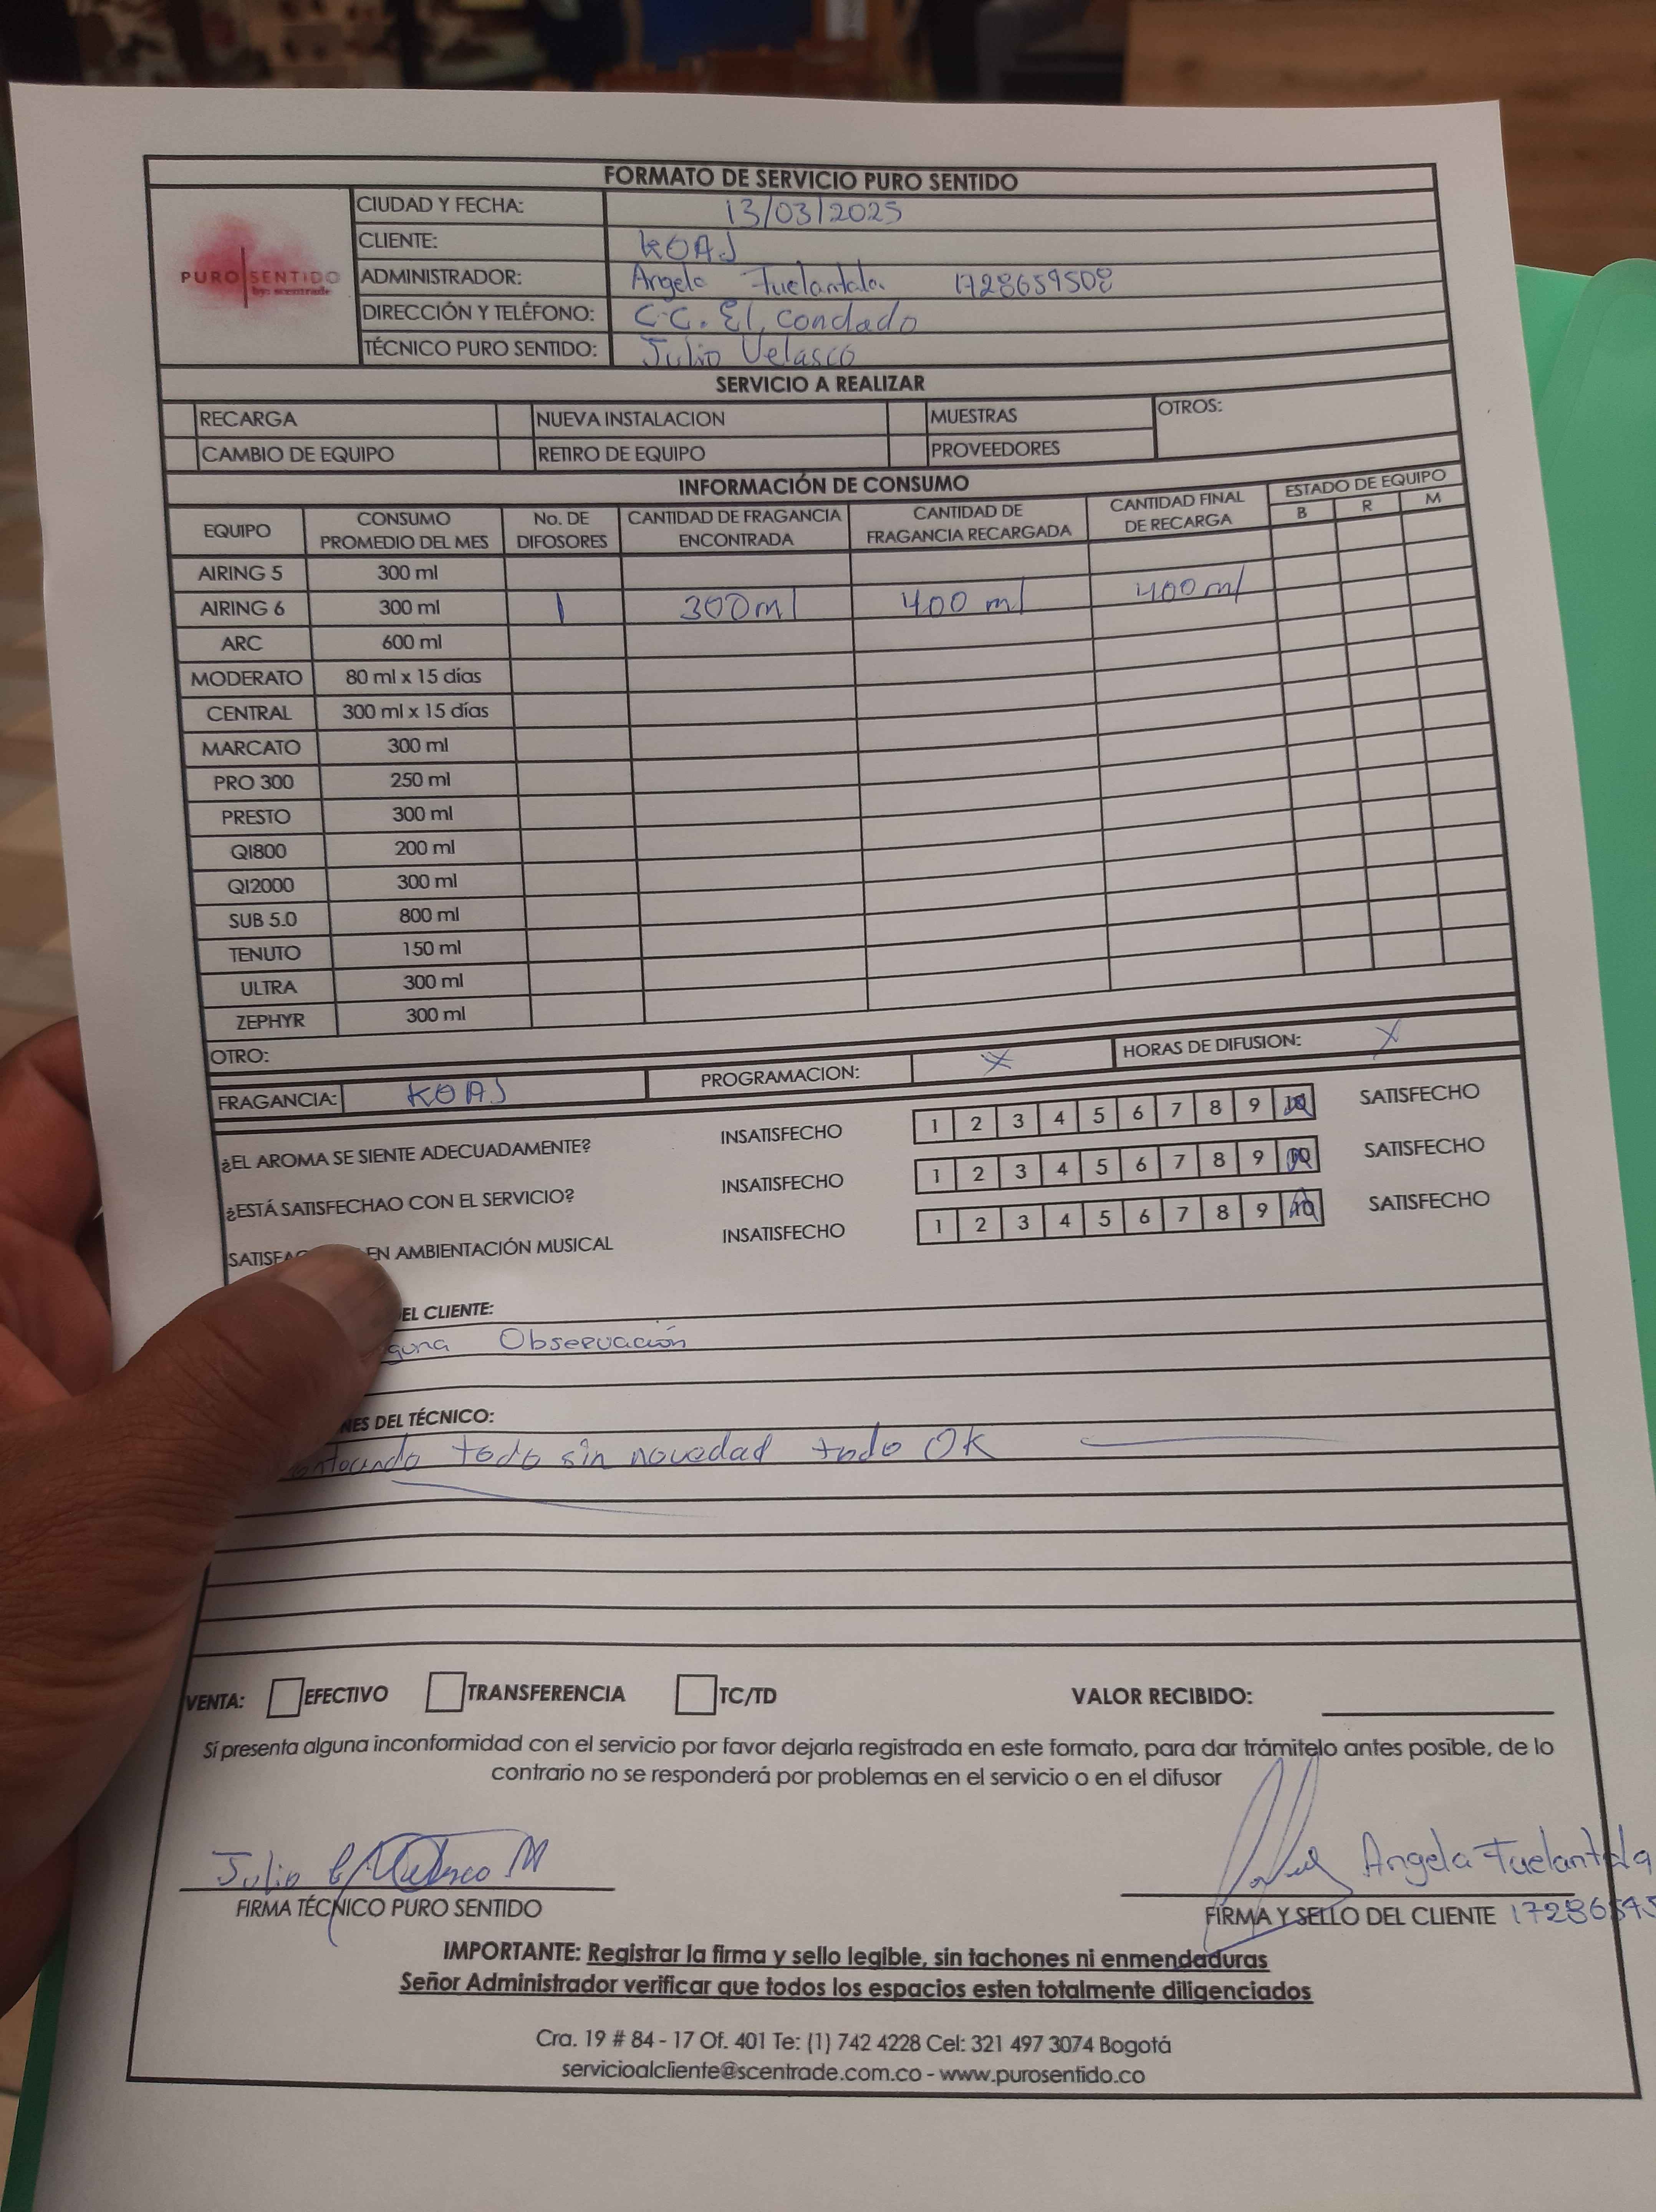 FORMATO DE SERVICIO PURO SENTIDO
PURO SENTIDO
by: scentrade
CIUDAD Y FECHA: 13/03/2025
CLIENTE: KOAJ
ADMINISTRADOR: Angela Fuelantala 1728659508
DIRECCIÓN Y TELÉFONO: C.C. El Condado
TÉCNICO PURO SENTIDO: Julio Velasco
SERVICIO A REALIZAR
RECARGA NUEVA INSTALACION MUESTRAS OTROS:
CAMBIO DE EQUIPO RETIRO DE EQUIPO PROVEEDORES
INFORMACIÓN DE CONSUMO
EQUIPO CONSUMO PROMEDIO DEL MES No. DE DIFOSORES CANTIDAD DE FRAGANCIA ENCONTRADA CANTIDAD DE FRAGANCIA RECARGADA CANTIDAD FINAL DE RECARGA ESTADO DE EQUIPO B R M
AIRING 5 300 ml
AIRING 6 300 ml 1 300ml 400 ml 400 ml
ARC 600 ml
MODERATO 80 ml x 15 días
CENTRAL 300 ml x 15 días
MARCATO 300 ml
PRO 300 250 ml
PRESTO 300 ml
QI800 200 ml
QI2000 300 ml
SUB 5.0 800 ml
TENUTO 150 ml
ULTRA 300 ml
ZEPHYR 300 ml
OTRO:
FRAGANCIA: KOAJ PROGRAMACION: X HORAS DE DIFUSION: X
¿EL AROMA SE SIENTE ADECUADAMENTE? INSATISFECHO 1 2 3 4 5 6 7 8 9 10 SATISFECHO
¿ESTÁ SATISFECHAO CON EL SERVICIO? INSATISFECHO 1 2 3 4 5 6 7 8 9 10 SATISFECHO
EN AMBIENTACIÓN MUSICAL INSATISFECHO 1 2 3 4 5 6 7 8 9 10 SATISFECHO
EL CLIENTE:
guna Observación
NES DEL TÉCNICO:
todo sin novedad todo OK
VENTA: EFECTIVO TRANSFERENCIA TC/TD VALOR RECIBIDO:
Si presenta alguna inconformidad con el servicio por favor dejarla registrada en este formato, para dar trámitelo antes posible, de lo
contrario no se responderá por problemas en el servicio o en el difusor
Julio Velasco M Angela Fuelantala
FIRMA TÉCNICO PURO SENTIDO FIRMA Y SELLO DEL CLIENTE 1728659
IMPORTANTE: Registrar la firma y sello legible, sin tachones ni enmendaduras
Señor Administrador verificar que todos los espacios esten totalmente diligenciados
Cra. 19 # 84 - 17 Of. 401 Te: (1) 742 4228 Cel: 321 497 3074 Bogotá
servicioalcliente@scentrade.com.co - www.purosentido.co